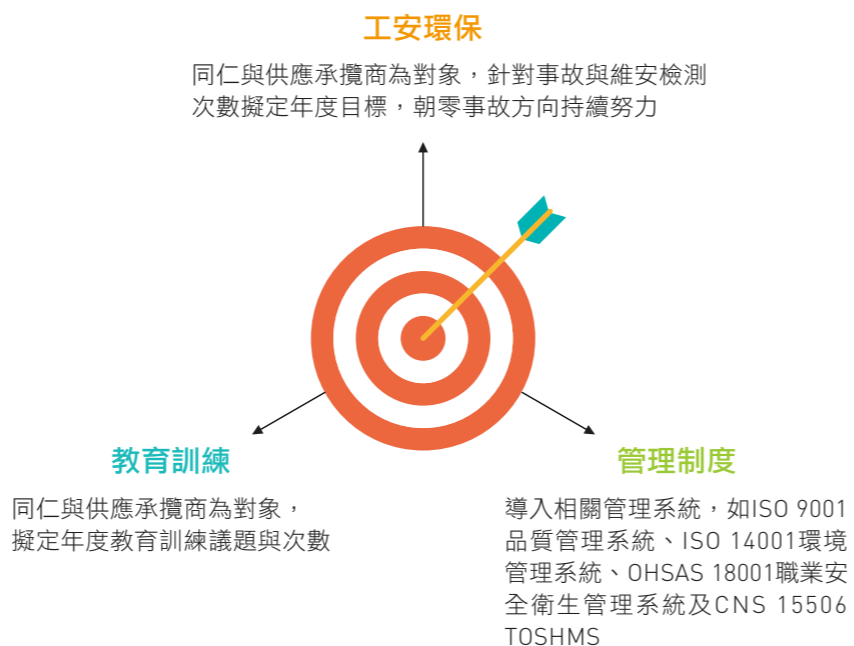 工安環保
同仁與供應承攬商為對象，針對事故與維安檢測
次數擬定年度目標，朝零事故方向持續努力
教育訓練
同仁與供應承攬商為對象，
擬定年度教育訓練議題與次數
管理制度
導入相關管理系統，如ISO 9001
品質管理系統、ISO 14001環境
管理系統、OHSAS 18001職業安
全衛生管理系統及CNS 15506
TOSHMS